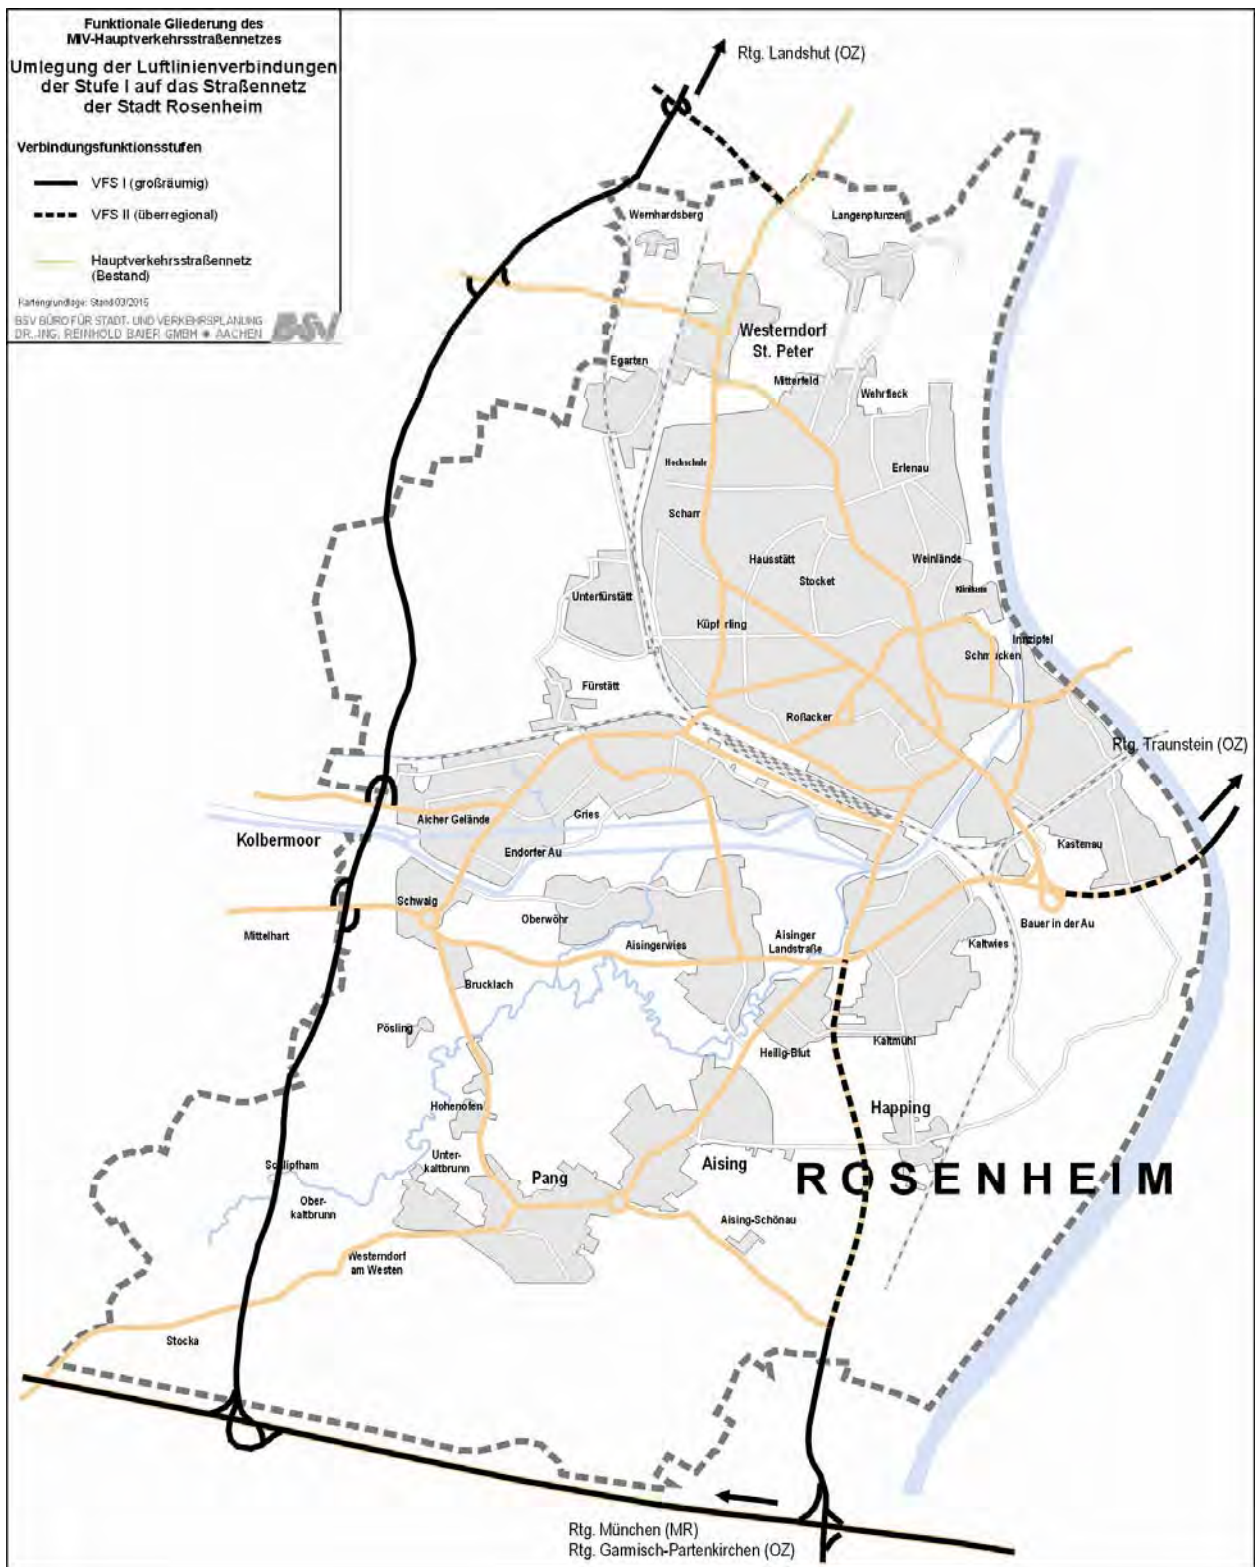 Funktionale Gliederung des
MIV-Hauptverkehrsstraßennetzes
Umlegung der Luftlinienverbindungen
der Stufe I auf das Straßennetz
der Stadt Rosenheim
Verbindungsfunktionsstufen
VFS I (großräumig)
VFS II (überregional)
Hauptverkehrsstraßennetz
(Bestand)
Kartengrundlage: Stand 03/2015
BSV BÜRO FÜR STADT- UND VERKEHRSPLANUNG
DR.-ING. REINHOLD BAIER GMBH AACHEN
BSV
Rtg. Landshut (OZ)
Wernhardsberg
Langenpfunzen
Westerndorf
St. Peter
Egarten
Mitterfeld
Wehrfleck
Hochschule
Erlenau
Scharr
Hausstätt
Weinlände
Stocket
Klinikum
Unterfürstätt
Küpferling
Innzipfel
Schmucken
Fürstätt
Roßacker
Rtg. Traunstein (OZ)
Aicher Gelände
Gries
Kolbermoor
Endorfer Au
Kastenau
Schwaig
Oberwöhr
Bauer in der Au
Mittelhart
Aisingerwies
Aisinger
Landstraße
Kaltwies
Brucklach
Pösling
Heilig-Blut
Kaltmühl
Hohenofen
Happing
Unter-
kaltbrunn
Aising
Schlipfham
Pang
ROSENHEIM
Ober-
kaltbrunn
Aising-Schönau
Westerndorf
am Westen
Stocka
Rtg. München (MR)
Rtg. Garmisch-Partenkirchen (OZ)